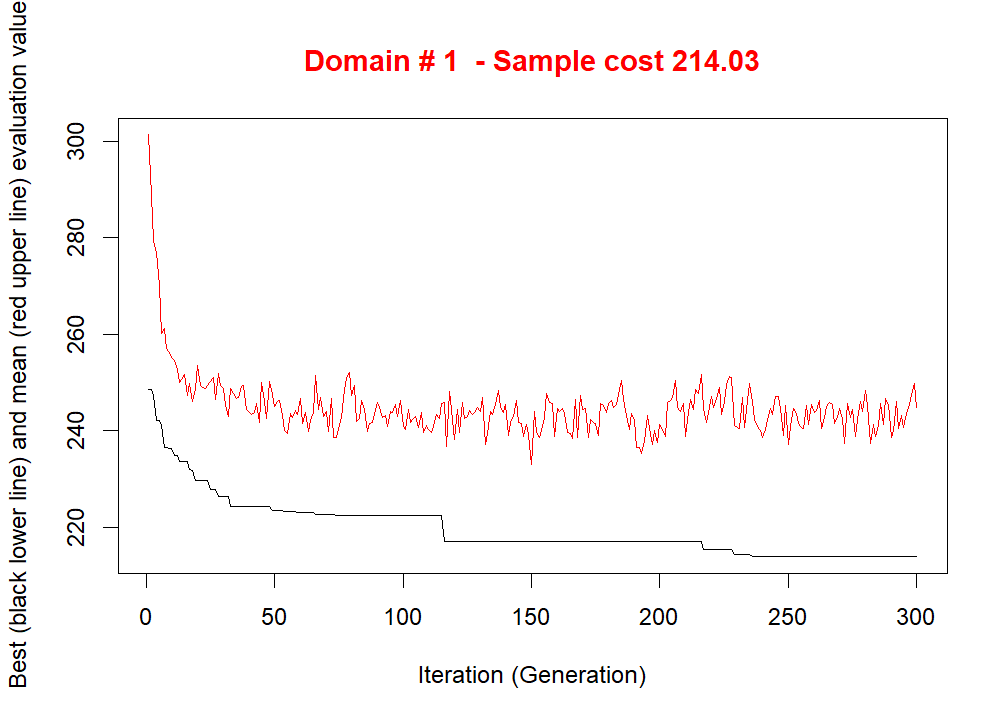 Domain # 1  - Sample cost 214.03
Best (black lower line) and mean (red upper line) evaluation value
300
280
260
240
220
0 50 100 150 200 250 300
Iteration (Generation)